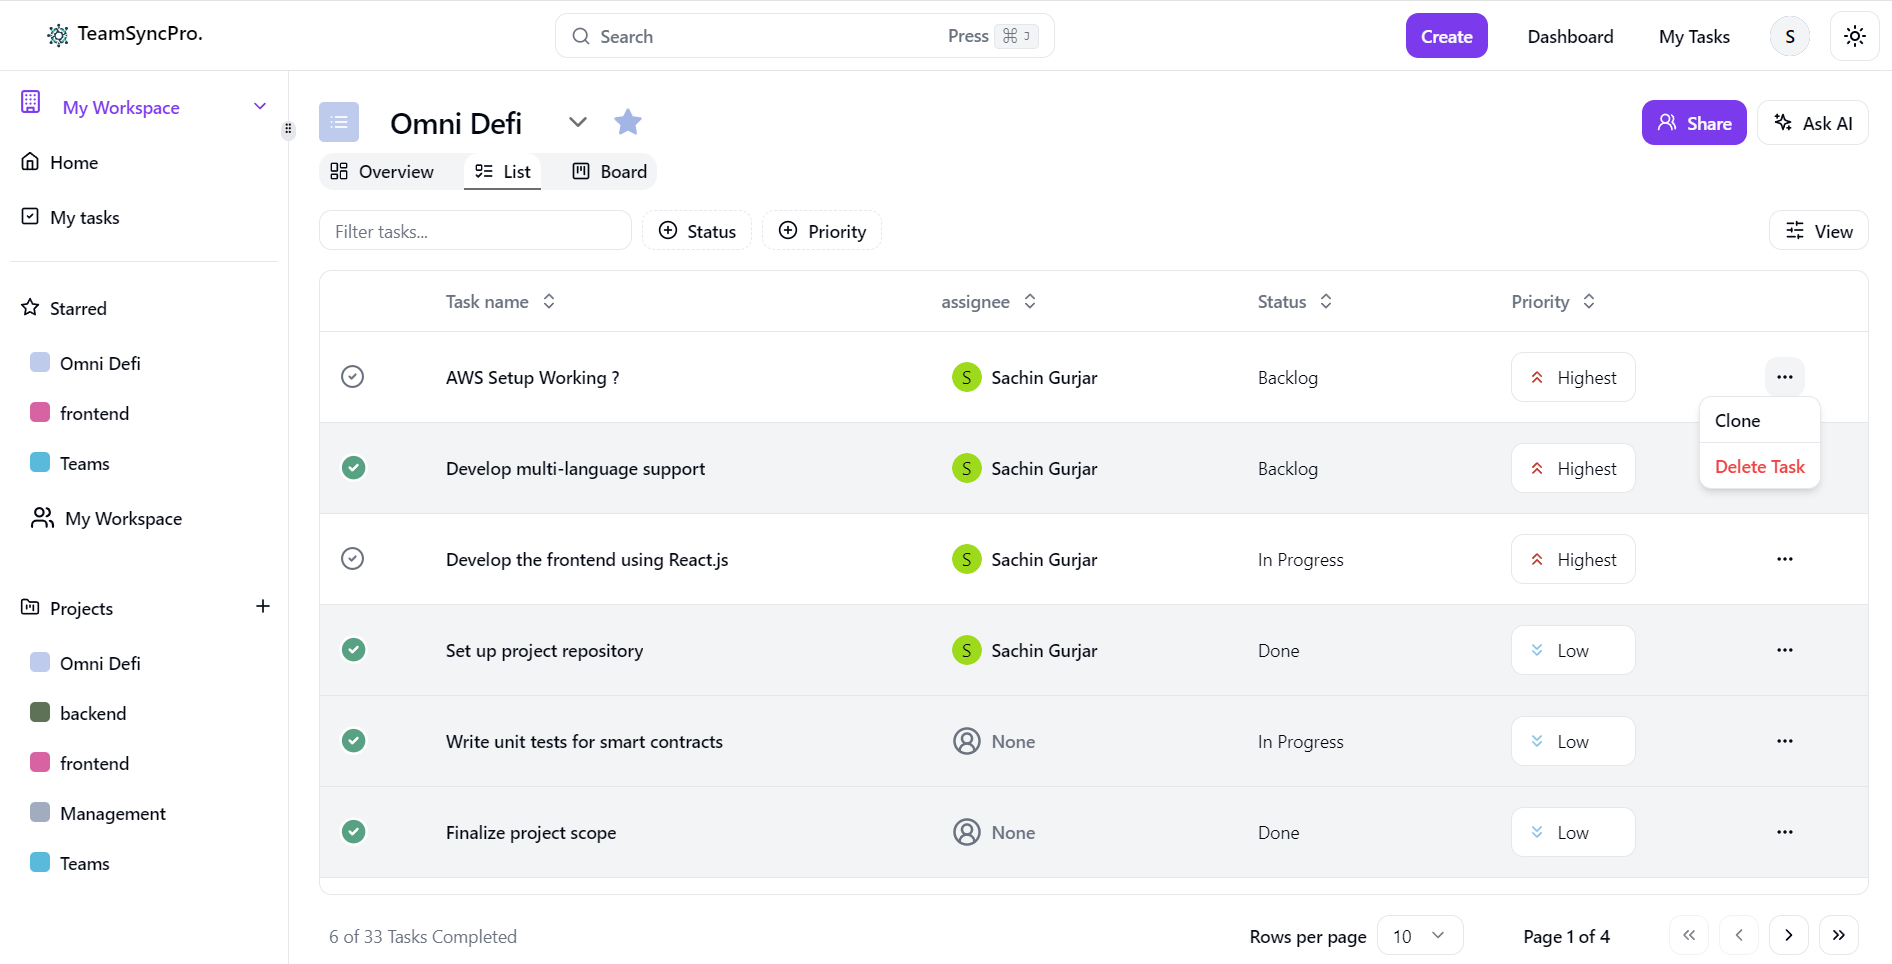 TeamSyncPro.
Search
Press ⌘ J
Create
Dashboard
My Tasks
S
My Workspace
Home
My tasks
Starred
Omni Defi
frontend
Teams
My Workspace
Projects
Omni Defi
backend
frontend
Management
Teams
Omni Defi
Share
Ask AI
Overview
List
Board
Filter tasks...
Status
Priority
View
Task name assignee Status Priority
AWS Setup Working ? S Sachin Gurjar Backlog Highest
Clone
Delete Task
Develop multi-language support S Sachin Gurjar Backlog Highest
Develop the frontend using React.js S Sachin Gurjar In Progress Highest
Set up project repository S Sachin Gurjar Done Low
Write unit tests for smart contracts None In Progress Low
Finalize project scope None Done Low
6 of 33 Tasks Completed
Rows per page 10
Page 1 of 4